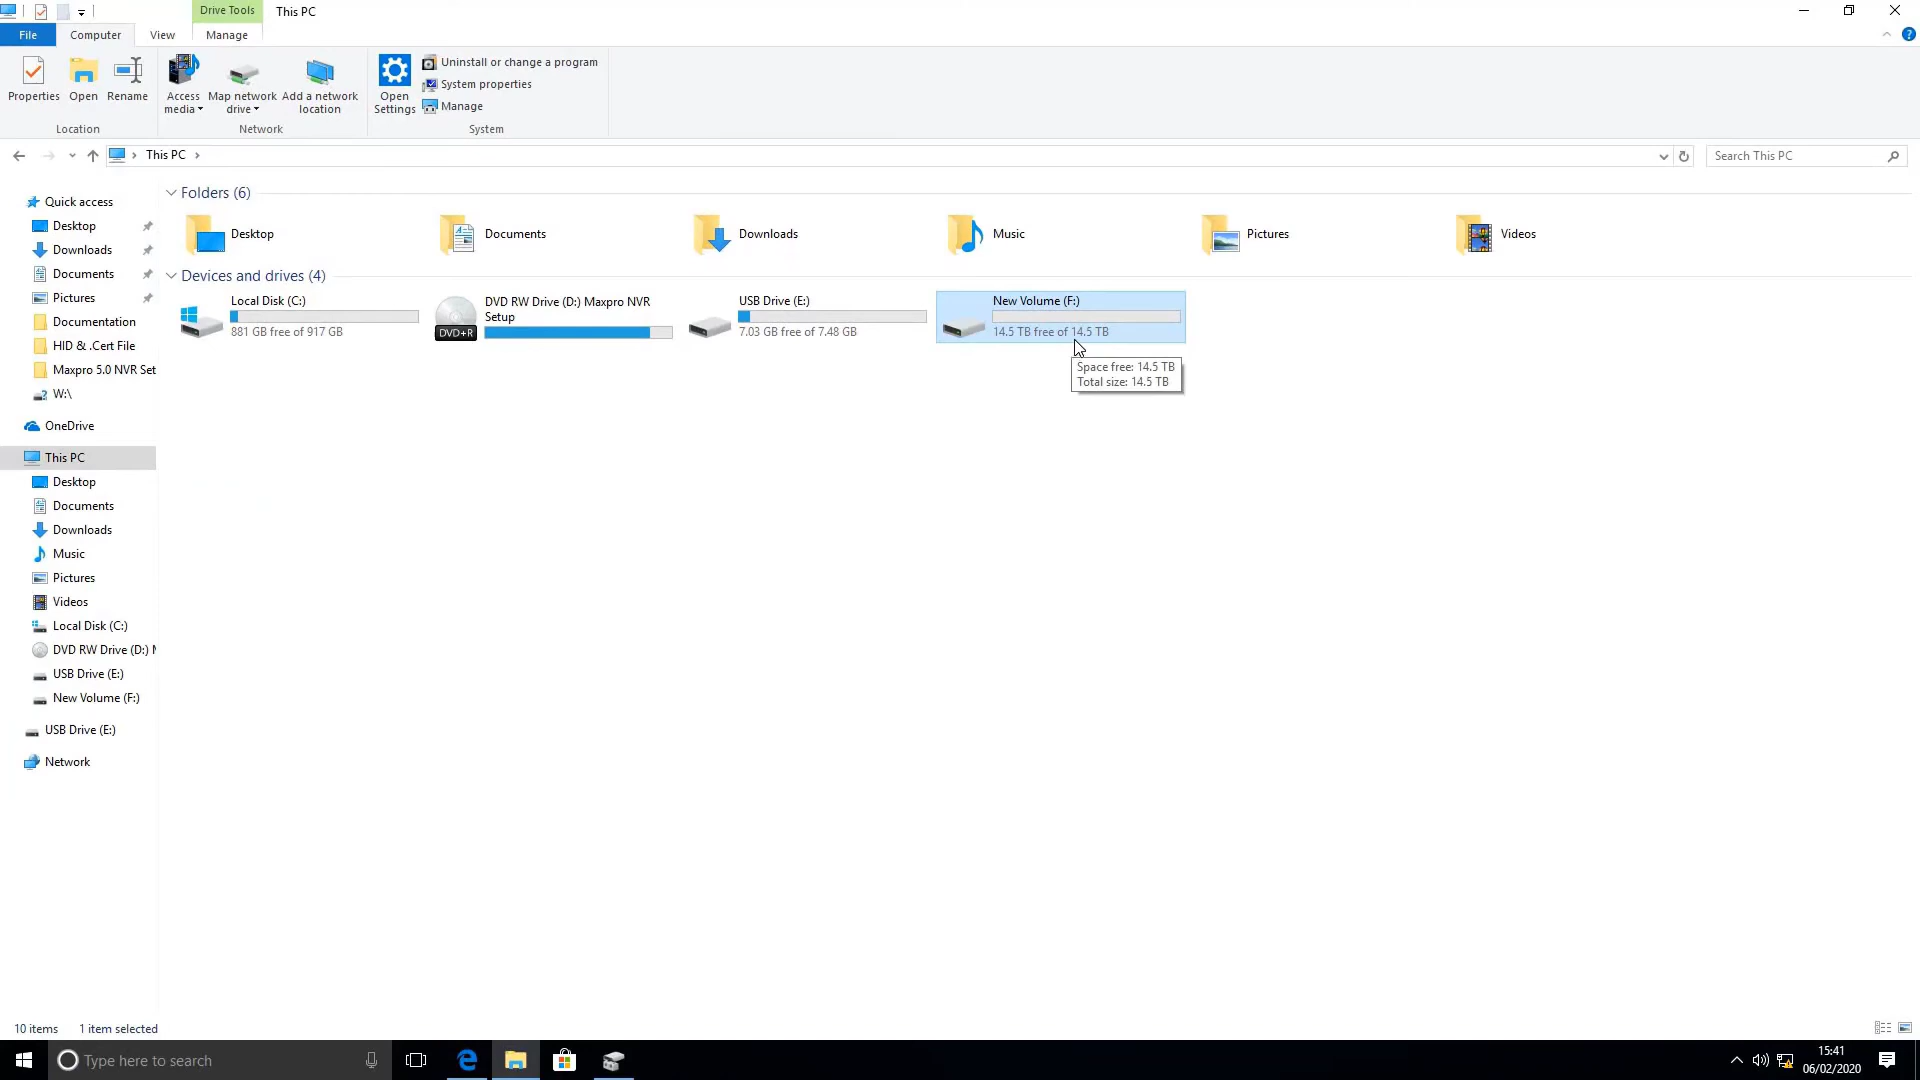 Drive Tools
This PC
File
Computer
View
Manage
Properties
Open
Rename
Location
Access
media
Map network
drive
Add a network
location
Network
Open
Settings
Uninstall or change a program
System properties
Manage
System
This PC
Search This PC
Quick access
Desktop
Downloads
Documents
Pictures
Documentation
HID & .Cert File
Maxpro 5.0 NVR Set
W:\
OneDrive
This PC
Desktop
Documents
Downloads
Music
Pictures
Videos
Local Disk (C:)
DVD RW Drive (D:) M
USB Drive (E:)
New Volume (F:)
USB Drive (E:)
Network
Folders (6)
Desktop
Documents
Downloads
Music
Pictures
Videos
Devices and drives (4)
Local Disk (C:)
881 GB free of 917 GB
DVD RW Drive (D:) Maxpro NVR
Setup
DVD+R
USB Drive (E:)
7.03 GB free of 7.48 GB
New Volume (F:)
14.5 TB free of 14.5 TB
Space free: 14.5 TB
Total size: 14.5 TB
10 items
1 item selected
Type here to search
15:41
06/02/2020